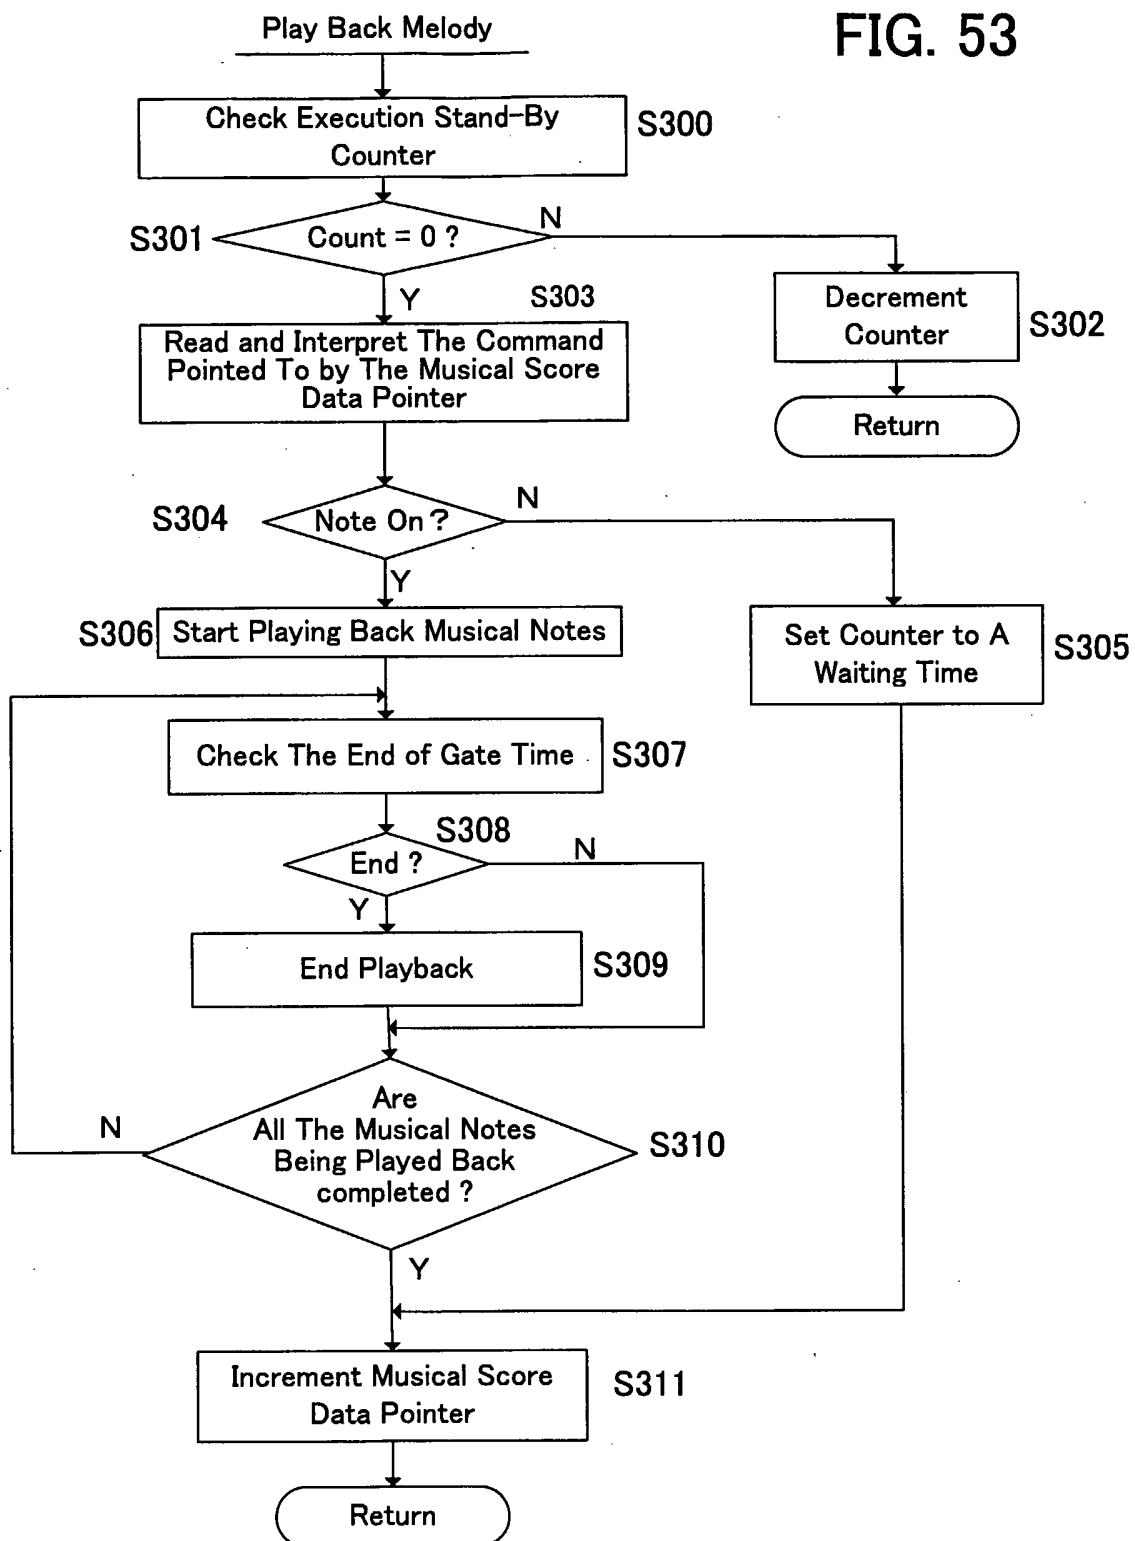 FIG. 53
Play Back Melody
Check Execution Stand-By
Counter
S300
S301
Count = 0 ?
N
Y
Decrement
Counter
S302
Return
S303
Read and Interpret The Command
Pointed To by The Musical Score
Data Pointer
S304
Note On ?
N
Y
S306
Start Playing Back Musical Notes
Set Counter to A
Waiting Time
S305
Check The End of Gate Time
S307
S308
End ?
N
Y
End Playback
S309
Are
All The Musical Notes
Being Played Back
completed ?
N
S310
Y
Increment Musical Score
Data Pointer
S311
Return